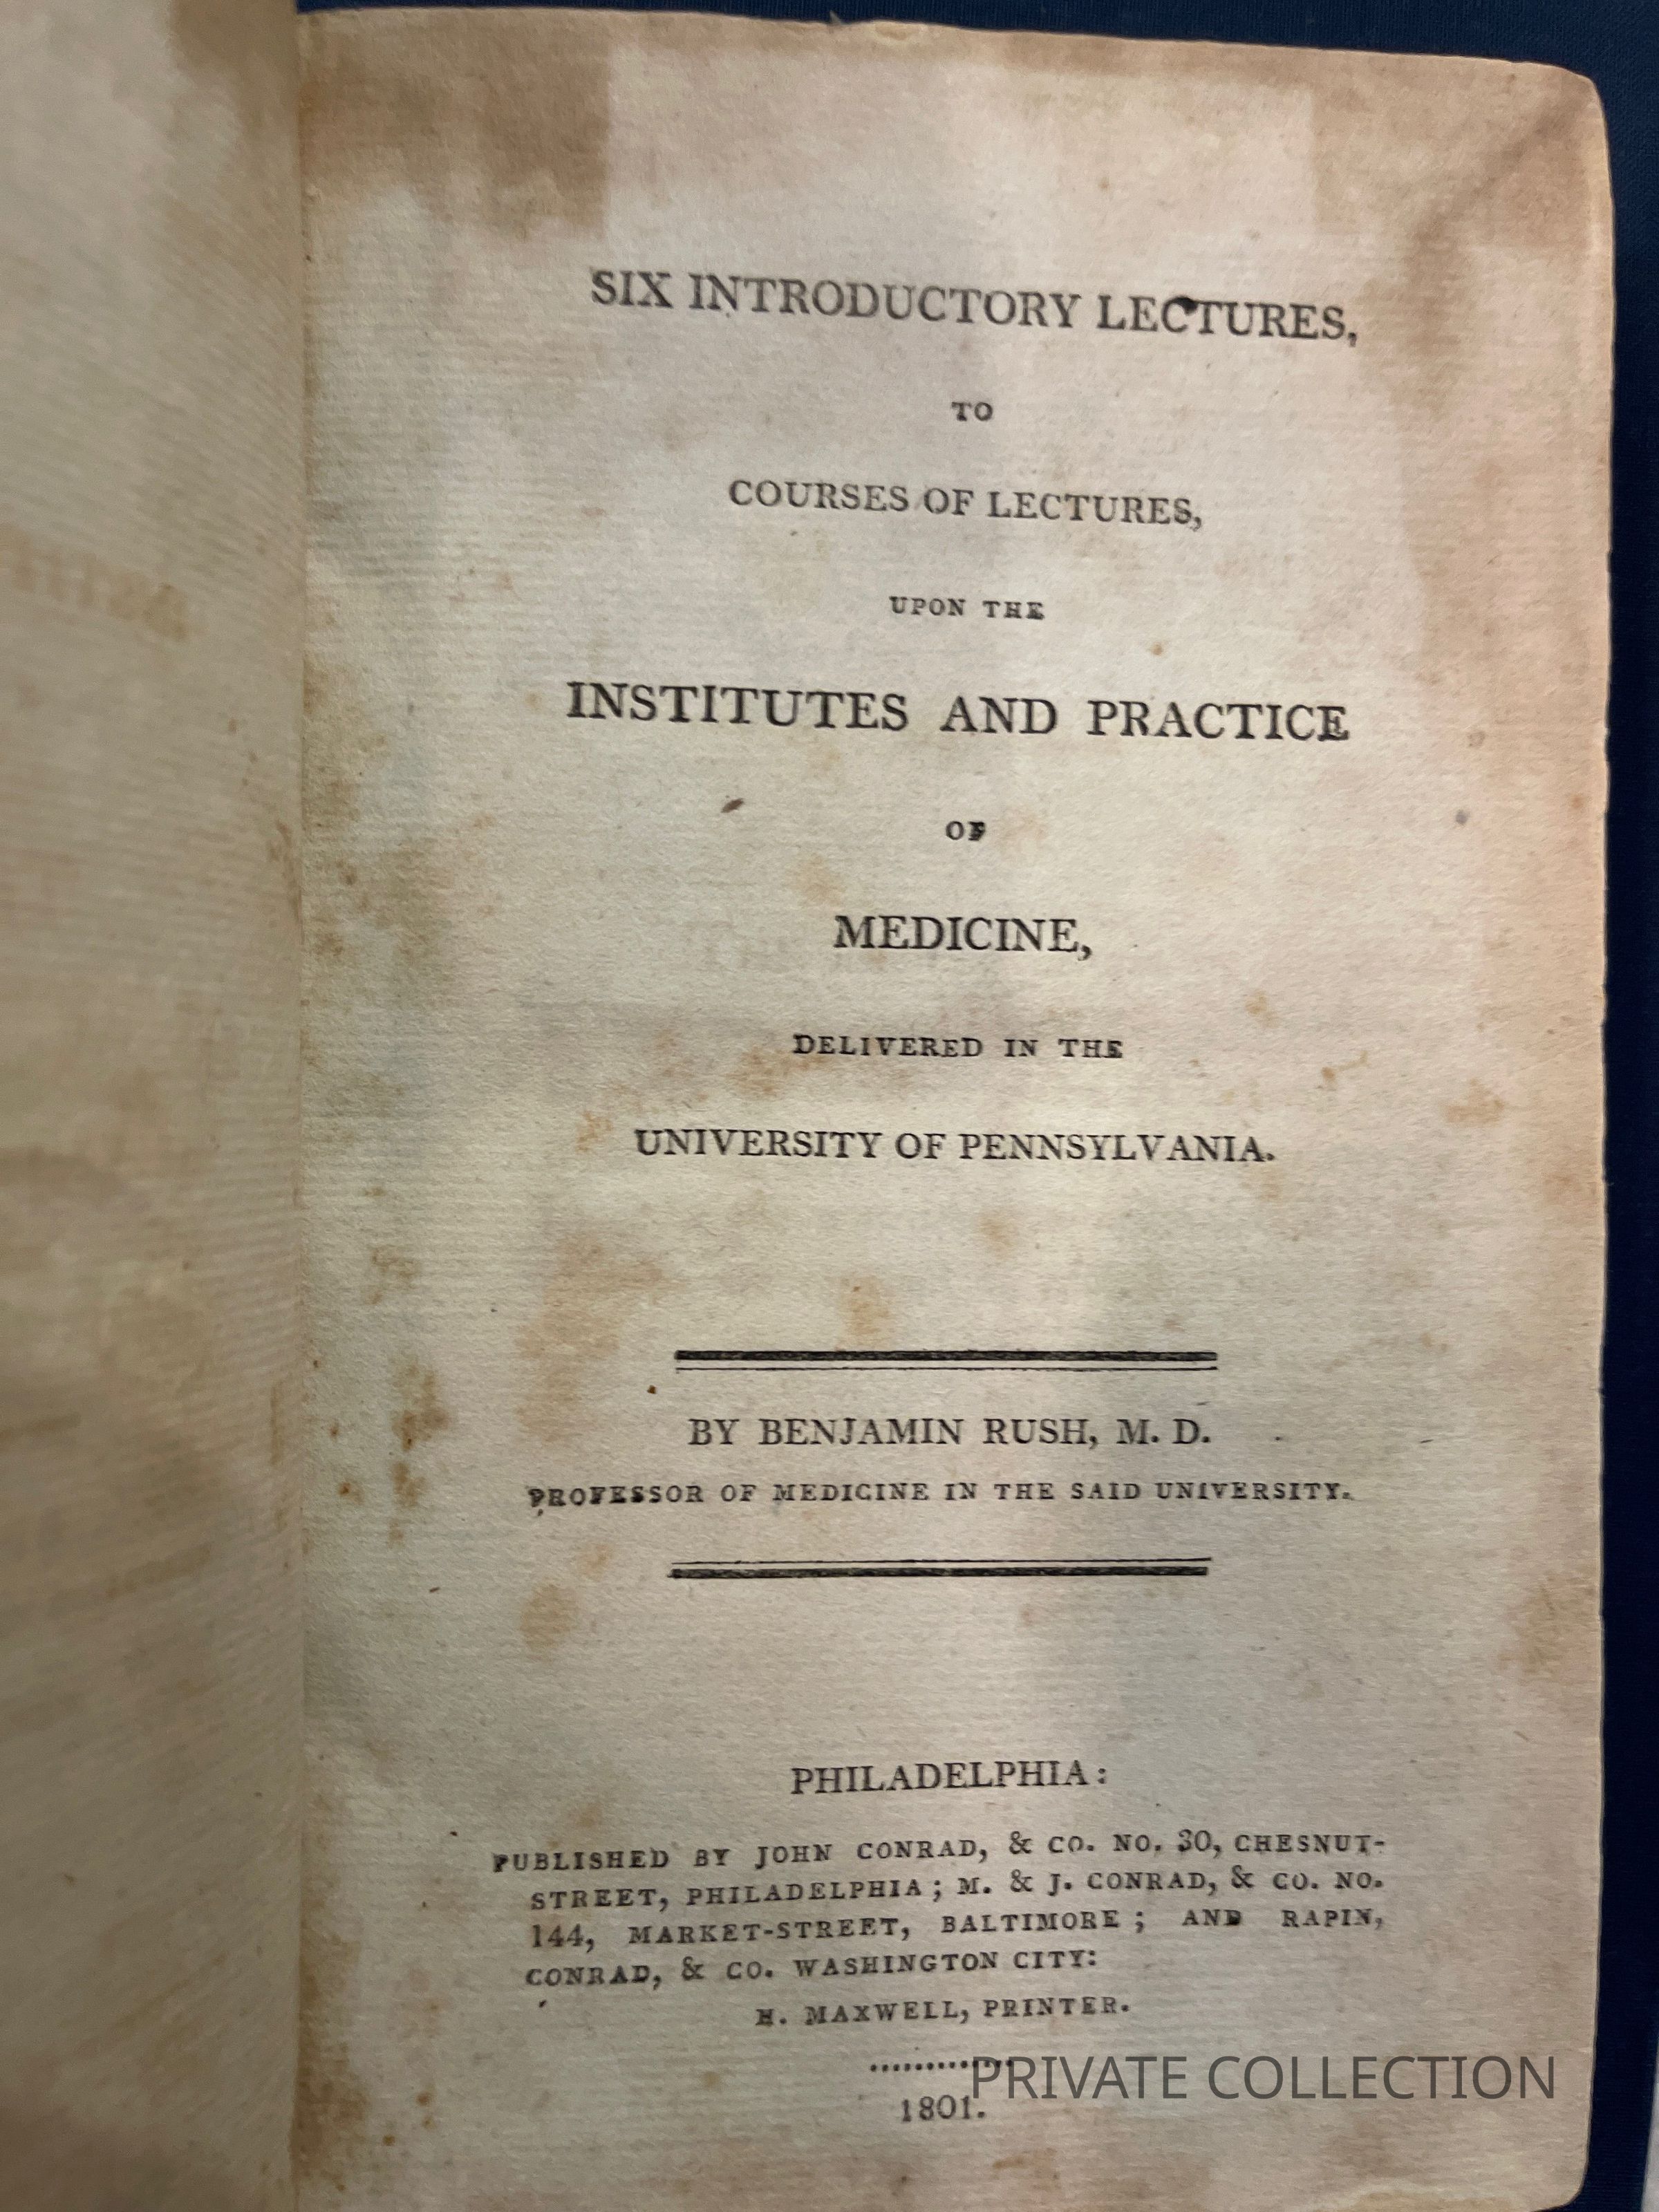 SIX INTRODUCTORY LECTURES,
TO
COURSES OF LECTURES,
UPON THE
INSTITUTES AND PRACTICE
OF
MEDICINE,
DELIVERED IN THE
UNIVERSITY OF PENNSYLVANIA.
BY BENJAMIN RUSH, M. D.
PROFESSOR OF MEDICINE IN THE SAID UNIVERSITY.
PHILADELPHIA:
PUBLISHED BY JOHN CONRAD, & CO. NO. 30, CHESNUT-
STREET, PHILADELPHIA; M. & J. CONRAD, & CO. NO.
144, MARKET-STREET, BALTIMORE; AND RAPIN,
CONRAD, & CO. WASHINGTON CITY:
H. MAXWELL, PRINTER.
1801.
PRIVATE COLLECTION